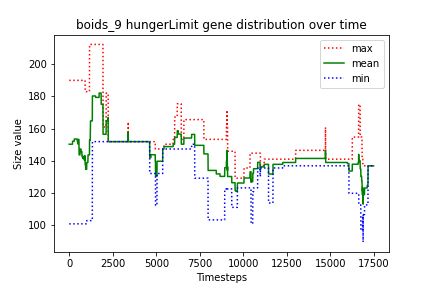 boids_9 hungerLimit gene distribution over time
max
mean
min
Size value
200
180
160
140
120
100
0
2500
5000
7500
10000
12500
15000
17500
Timesteps